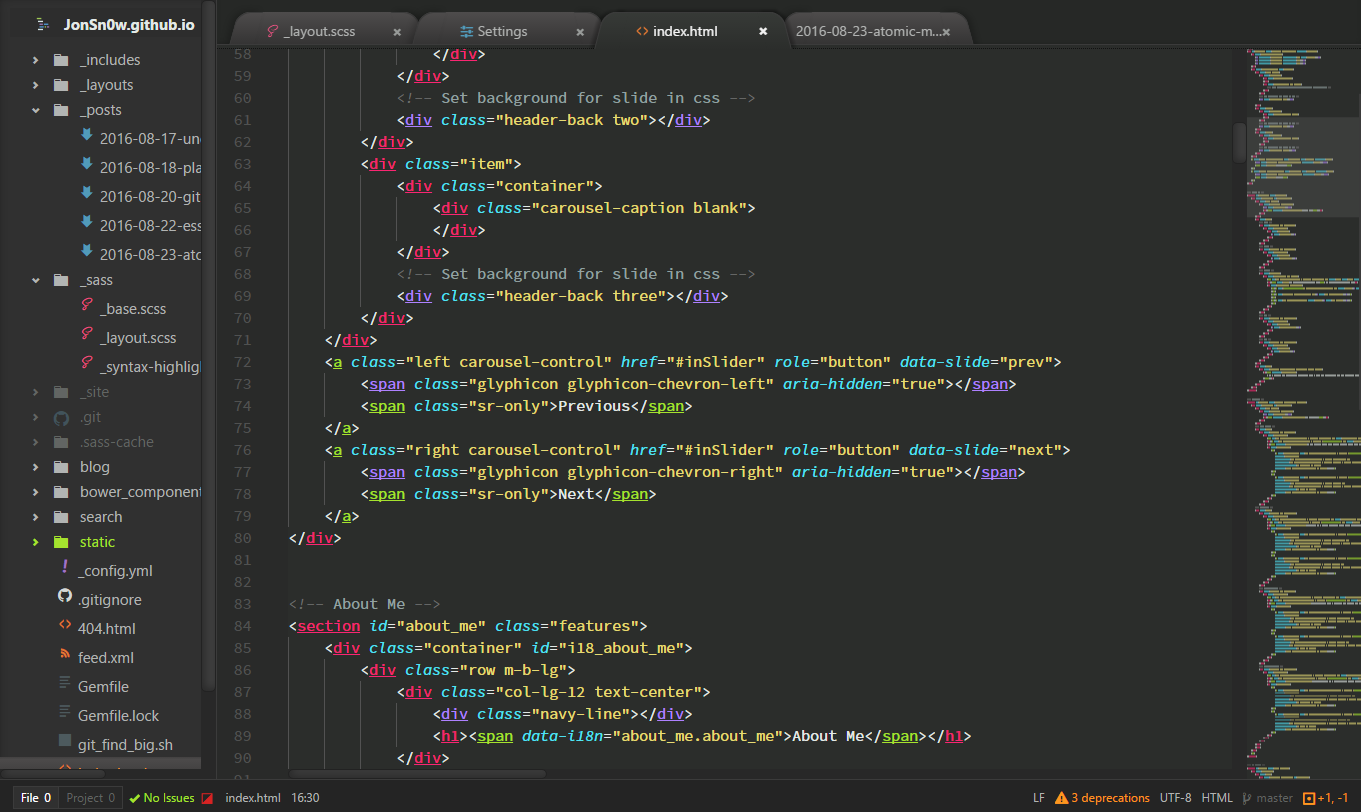 JonSn0w.github.io
_includes
_layouts
_posts
2016-08-17-un
2016-08-18-pla
2016-08-20-git
2016-08-22-ess
2016-08-23-ato
_sass
_base.scss
_layout.scss
_syntax-highlig
_site
.git
.sass-cache
blog
bower_component
search
static
_config.yml
.gitignore
404.html
feed.xml
Gemfile
Gemfile.lock
git_find_big.sh
_layout.scss × Settings × index.html × 2016-08-23-atomic-m...×
58 </div>
59 </div>
60 <!-- Set background for slide in css -->
61 <div class="header-back two"></div>
62 </div>
63 <div class="item">
64 <div class="container">
65 <div class="carousel-caption blank">
66 </div>
67 </div>
68 <!-- Set background for slide in css -->
69 <div class="header-back three"></div>
70 </div>
71 </div>
72 <a class="left carousel-control" href="#inSlider" role="button" data-slide="prev">
73 <span class="glyphicon glyphicon-chevron-left" aria-hidden="true"></span>
74 <span class="sr-only">Previous</span>
75 </a>
76 <a class="right carousel-control" href="#inSlider" role="button" data-slide="next">
77 <span class="glyphicon glyphicon-chevron-right" aria-hidden="true"></span>
78 <span class="sr-only">Next</span>
79 </a>
80 </div>
81
82
83 <!-- About Me -->
84 <section id="about_me" class="features">
85 <div class="container" id="i18_about_me">
86 <div class="row m-b-lg">
87 <div class="col-lg-12 text-center">
88 <div class="navy-line"></div>
89 <h1><span data-i18n="about_me.about_me">About Me</span></h1>
90 </div>
File 0 Project 0 No Issues index.html 16:30 LF 3 deprecations UTF-8 HTML master +1, -1